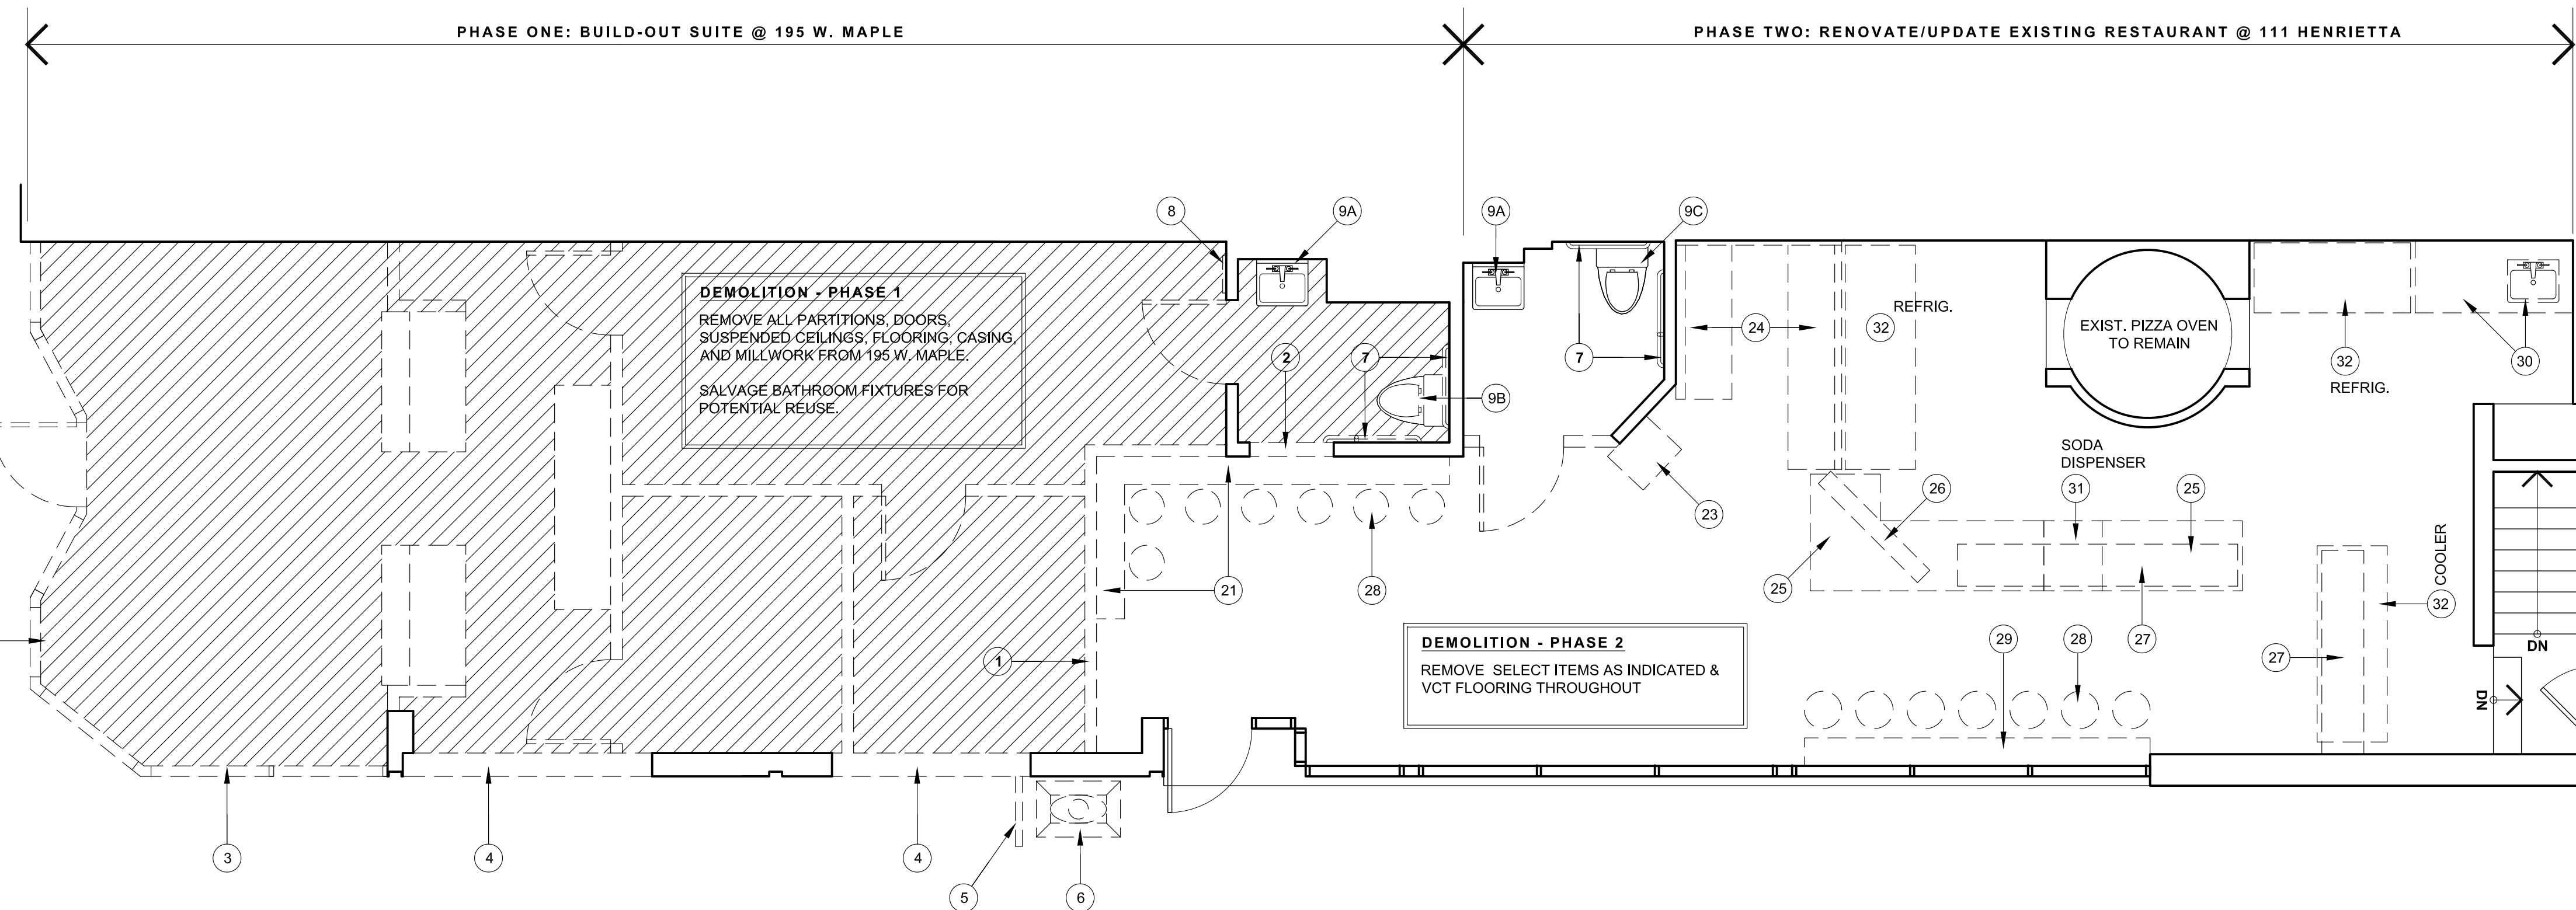 PHASE ONE: BUILD-OUT SUITE @ 195 W. MAPLE
PHASE TWO: RENOVATE/UPDATE EXISTING RESTAURANT @ 111 HENRIETTA
8
9A
9A
9C
DEMOLITION - PHASE 1
REMOVE ALL PARTITIONS, DOORS,
SUSPENDED CEILINGS, FLOORING, CASING,
AND MILLWORK FROM 195 W. MAPLE.
SALVAGE BATHROOM FIXTURES FOR
POTENTIAL REUSE.
2
7
7
9B
24
32
REFRIG.
EXIST. PIZZA OVEN
TO REMAIN
32
REFRIG.
30
SODA
DISPENSER
31
25
26
23
25
27
21
28
COOLER
32
1
DEMOLITION - PHASE 2
REMOVE SELECT ITEMS AS INDICATED &
VCT FLOORING THROUGHOUT
29
28
27
DN
DN
3
4
4
5
6